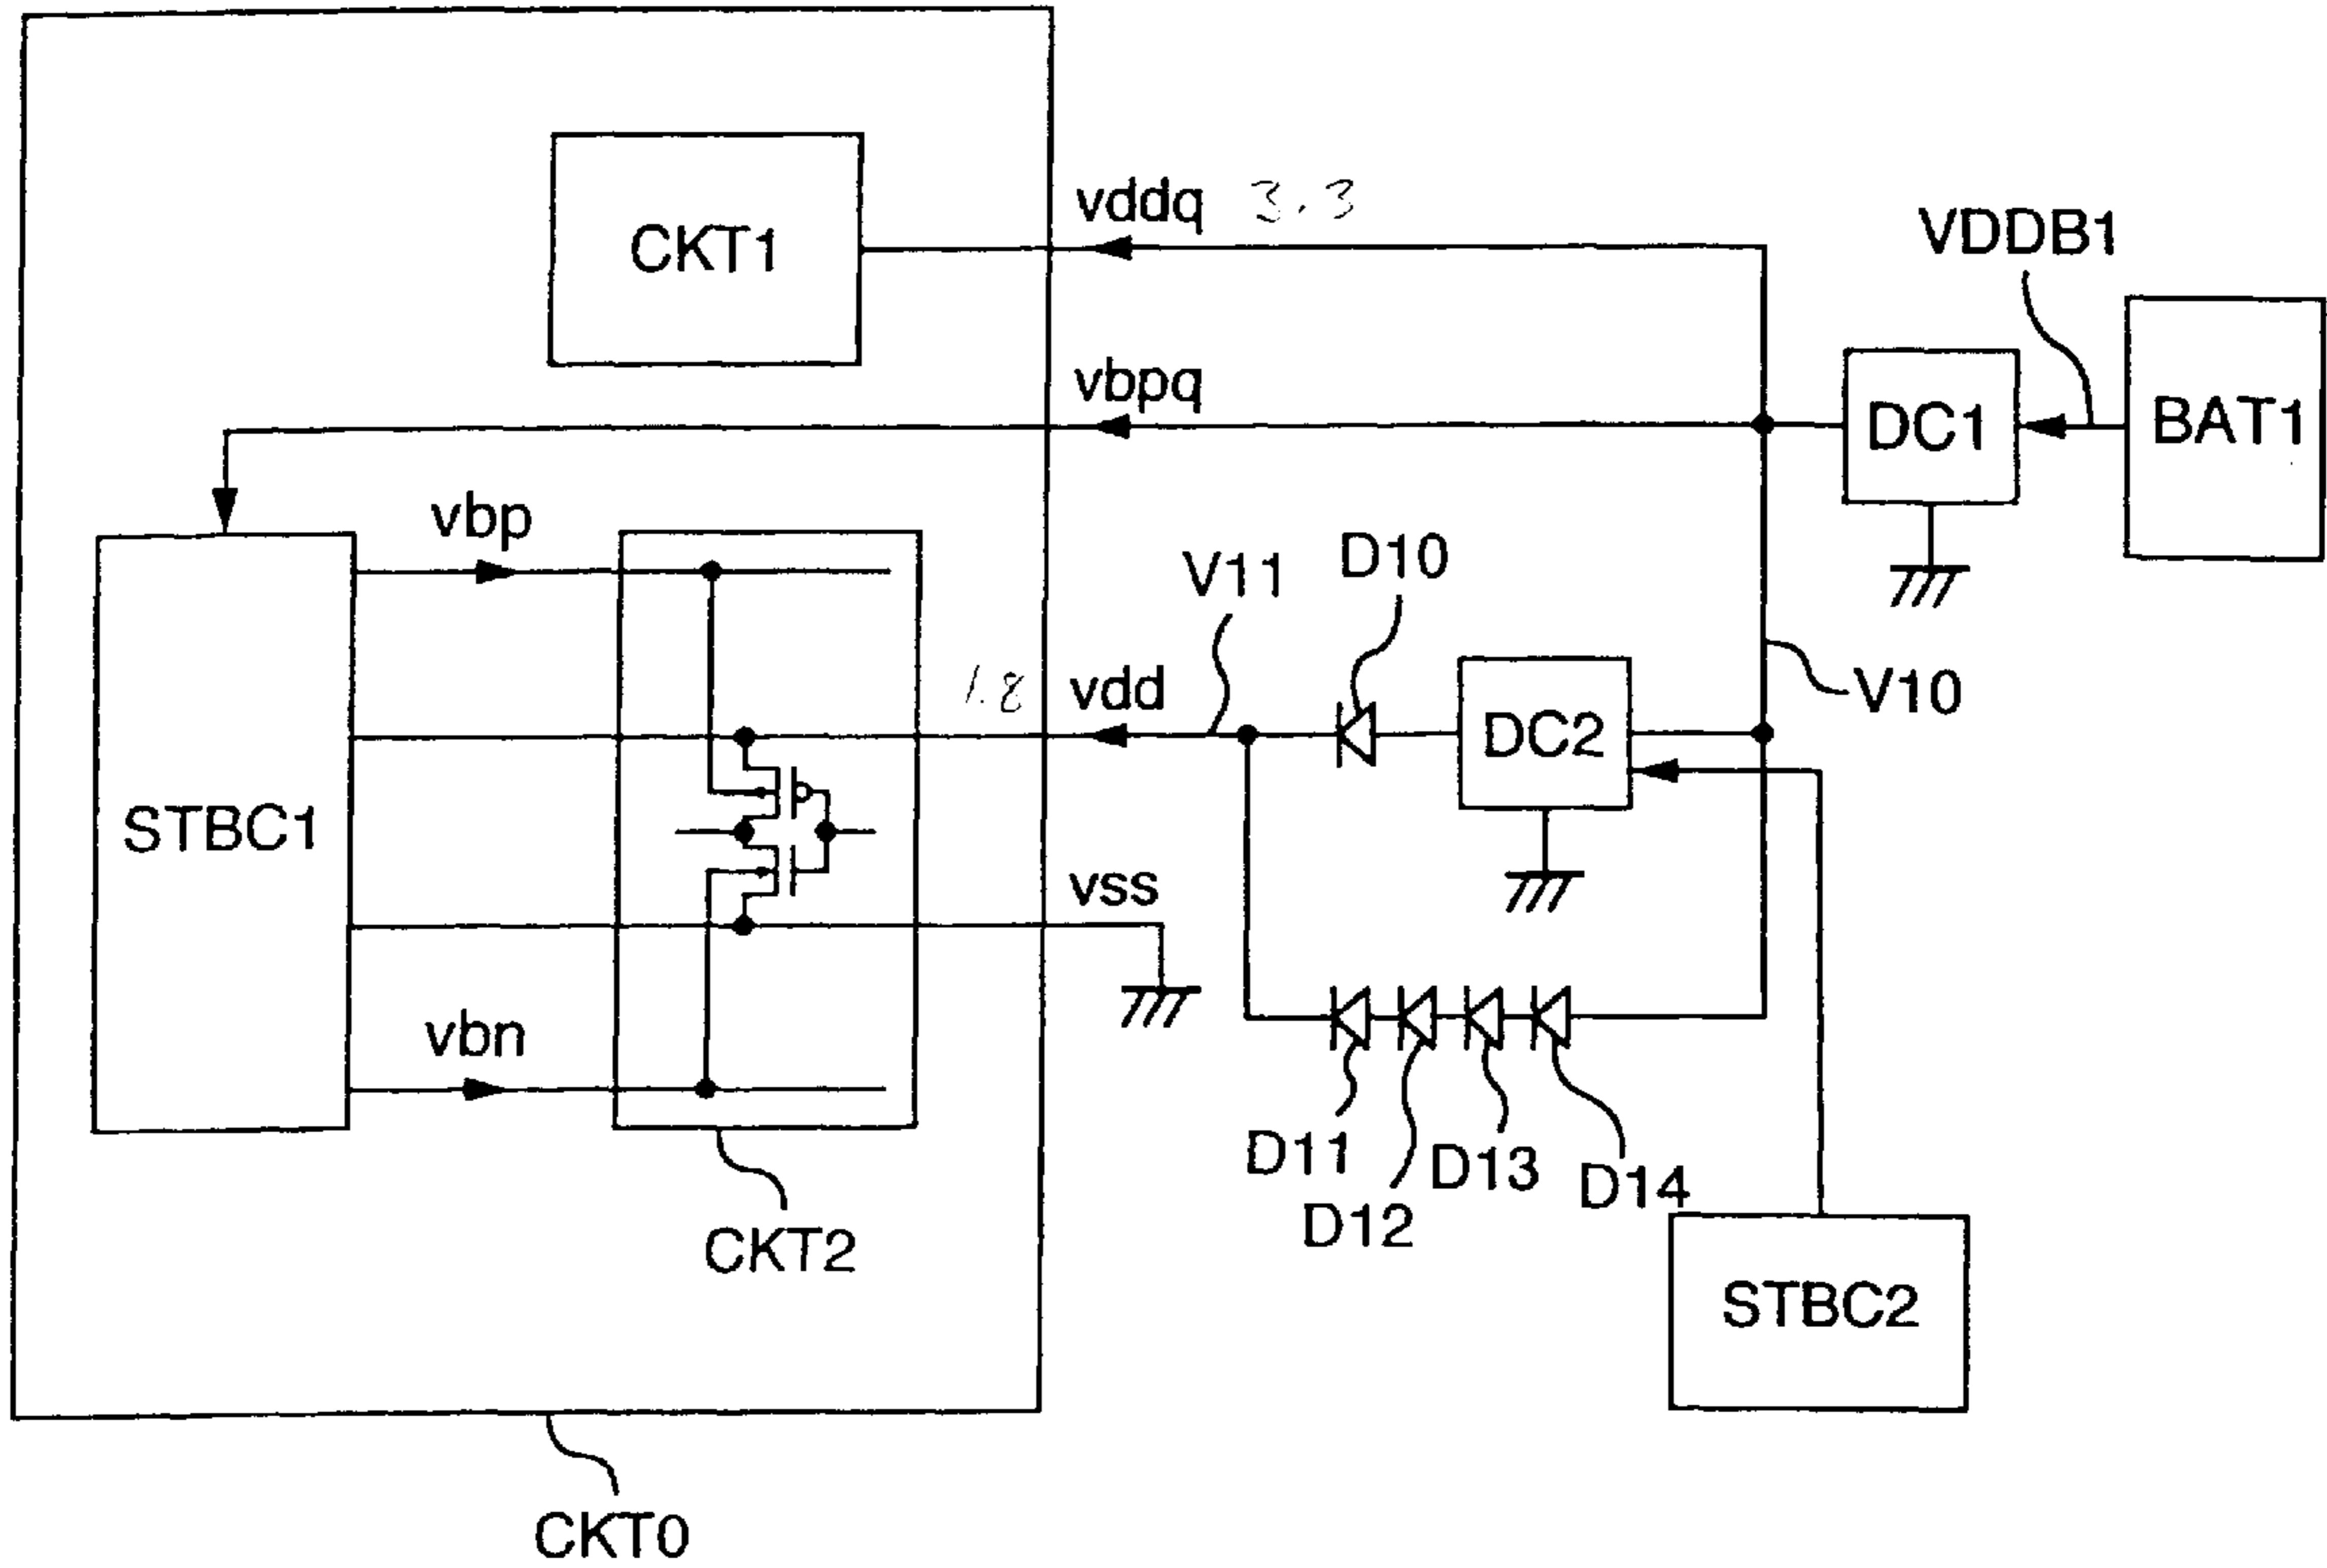 vddq 3.3
VDDB1
CKT1
vbpq
DC1
BAT1
vbp
D10
V11
1.8 vdd
DC2
V10
STBC1
vss
vbn
D11
D12
D13
D14
CKT2
STBC2
CKT0